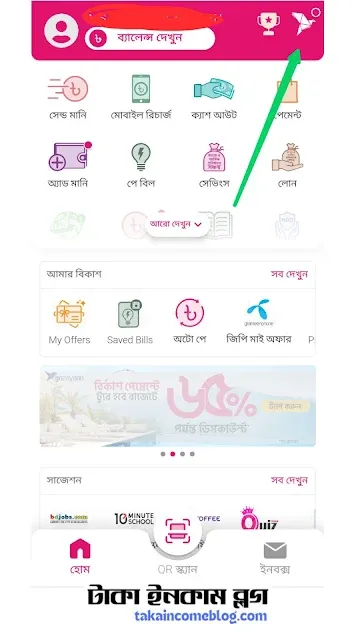 ব্যালেন্স দেখুন
সেন্ড মানি মোবাইল রিচার্জ ক্যাশ আউট পেমেন্ট
অ্যাড মানি পে বিল সেভিংস লোন
আরো দেখুন
আমার বিকাশ সব দেখুন
My Offers Saved Bills অটো পে জিপি মাই অফার
বিকাশ পেমেন্টে
ট্যুর হবে বাজেটে
৬৫%
পর্যন্ত ডিসকাউন্ট
সাজেশন সব দেখুন
bdjobs.com 10 MINUTE SCHOOL OFFEE Quiz
হোম QR স্ক্যান ইনবক্স
টাকা ইনকাম ব্লগ
takaincomeblog.com